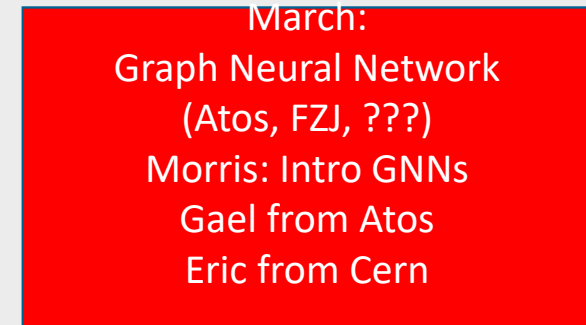 March:
Graph Neural Network
(Atos, FZJ, ???)
Morris: Intro GNNs
Gael from Atos
Eric from Cern